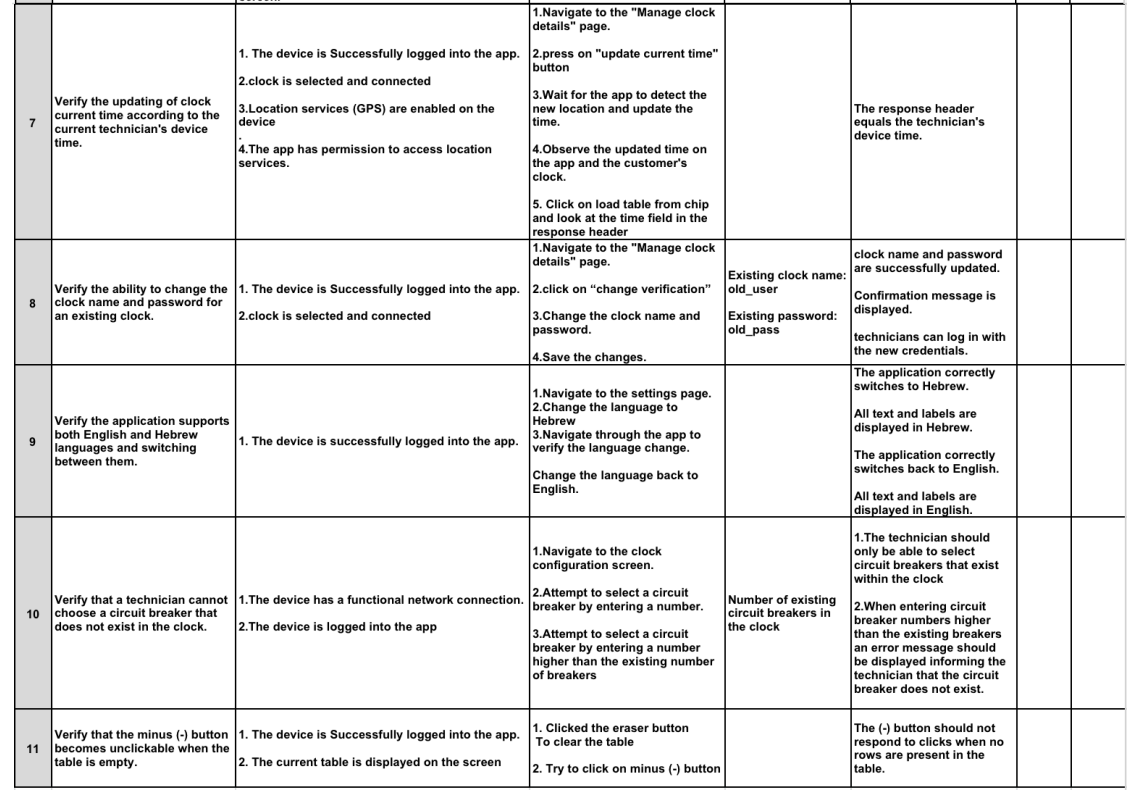 7
Verify the updating of clock
current time according to the
current technician's device
time.
1. The device is Successfully logged into the app.
2.clock is selected and connected
3.Location services (GPS) are enabled on the
device
.
4.The app has permission to access location
services.
1.Navigate to the "Manage clock
details" page.
2.press on "update current time"
button
3.Wait for the app to detect the
new location and update the
time.
4.Observe the updated time on
the app and the customer's
clock.
5. Click on load table from chip
and look at the time field in the
response header
The response header
equals the technician's
device time.
8
Verify the ability to change the
clock name and password for
an existing clock.
1. The device is Successfully logged into the app.
2.clock is selected and connected
1.Navigate to the "Manage clock
details" page.
2.click on “change verification”
3.Change the clock name and
password.
4.Save the changes.
Existing clock name:
old_user
Existing password:
old_pass
clock name and password
are successfully updated.
Confirmation message is
displayed.
technicians can log in with
the new credentials.
9
Verify the application supports
both English and Hebrew
languages and switching
between them.
1. The device is successfully logged into the app.
1.Navigate to the settings page.
2.Change the language to
Hebrew
3.Navigate through the app to
verify the language change.
Change the language back to
English.
The application correctly
switches to Hebrew.
All text and labels are
displayed in Hebrew.
The application correctly
switches back to English.
All text and labels are
displayed in English.
10
Verify that a technician cannot
choose a circuit breaker that
does not exist in the clock.
1.The device has a functional network connection.
2.The device is logged into the app
1.Navigate to the clock
configuration screen.
2.Attempt to select a circuit
breaker by entering a number.
3.Attempt to select a circuit
breaker by entering a number
higher than the existing number
of breakers
Number of existing
circuit breakers in
the clock
1.The technician should
only be able to select
circuit breakers that exist
within the clock
2.When entering circuit
breaker numbers higher
than the existing breakers
an error message should
be displayed informing the
technician that the circuit
breaker does not exist.
11
Verify that the minus (-) button
becomes unclickable when the
table is empty.
1. The device is Successfully logged into the app.
2. The current table is displayed on the screen
1. Clicked the eraser button
To clear the table
2. Try to click on minus (-) button
The (-) button should not
respond to clicks when no
rows are present in the
table.